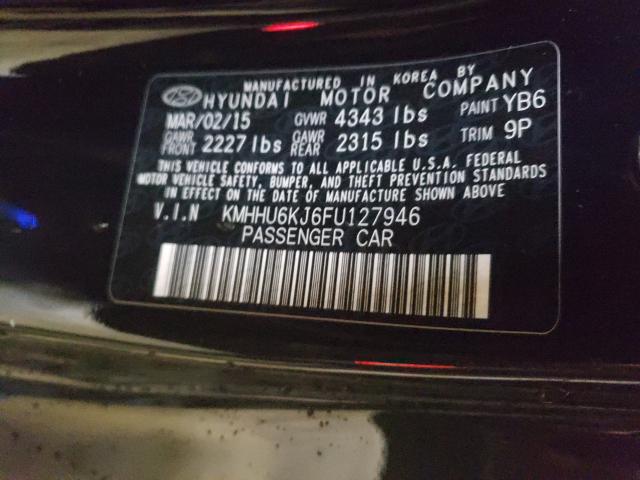 MANUFACTURED IN KOREA BY
HYUNDAI MOTOR COMPANY
MAR/02/15 GVWR 4343 lbs PAINT YB6
GAWR FRONT 2227 lbs GAWR REAR 2315 lbs TRIM 9P
THIS VEHICLE CONFORMS TO ALL APPLICABLE U.S.A. FEDERAL
MOTOR VEHICLE SAFETY, BUMPER, AND THEFT PREVENTION STANDARDS
IN EFFECT ON THE DATE OF MANUFACTURE SHOWN ABOVE
V.I.N KMHHU6KJ6FU127946
PASSENGER CAR